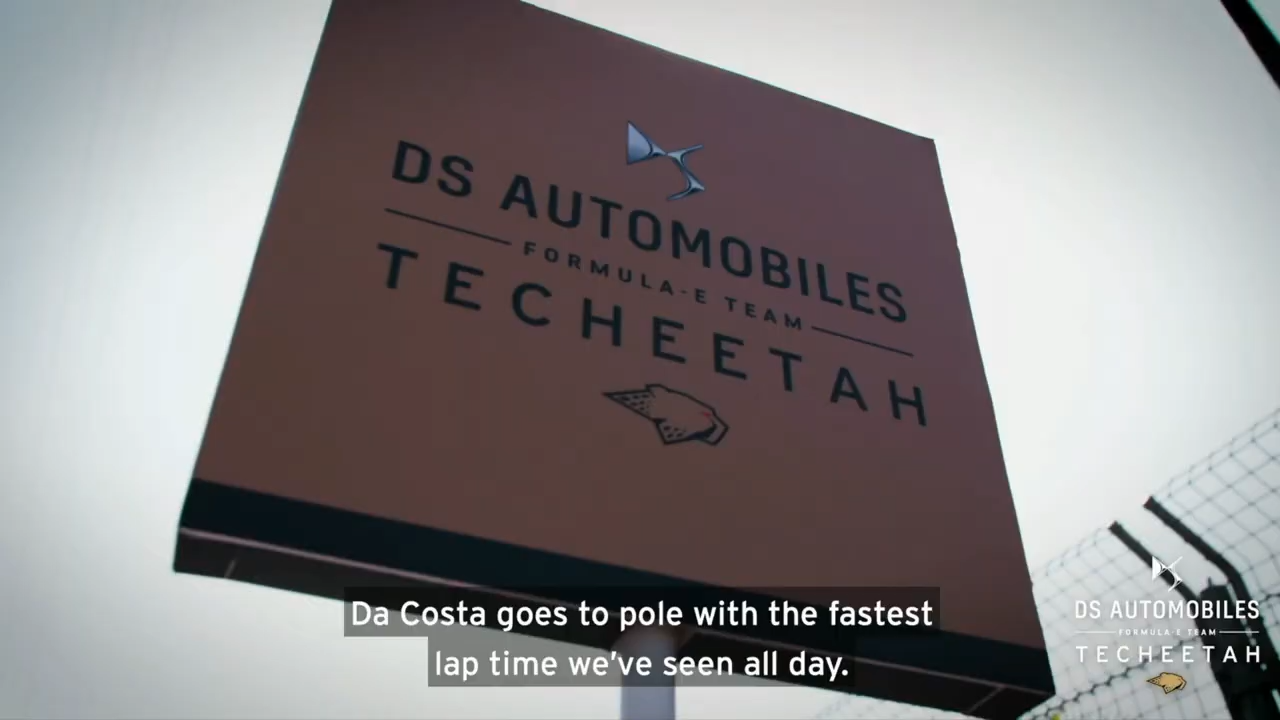 DS AUTOMOBILES
FORMULA-E TEAM
TECHEETAH
Da Costa goes to pole with the fastest
lap time we've seen all day.
DS AUTOMOBILES
FORMULA-E TEAM
TECHEETAH